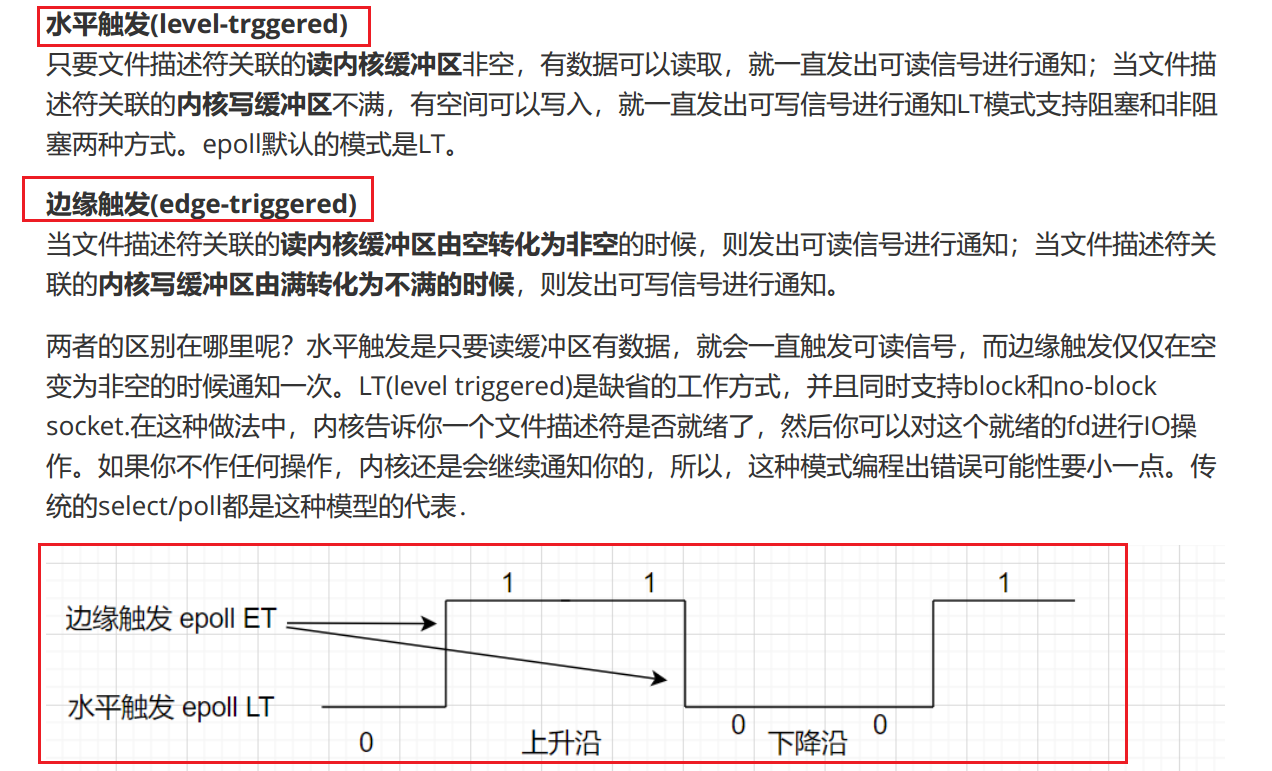 水平触发(level-trggered)
只要文件描述符关联的读内核缓冲区非空，有数据可以读取，就一直发出可读信号进行通知；当文件
描述符关联的内核写缓冲区不满，有空间可以写入，就一直发出可写信号进行通知LT模式支持阻塞和非阻
塞两种方式。epoll默认的模式是LT。
边缘触发(edge-triggered)
当文件描述符关联的读内核缓冲区由空转化为非空的时候，则发出可读信号进行通知；当文件描述符关
联的内核写缓冲区由满转化为不满的时候，则发出可写信号进行通知。
两者的区别在哪里呢？水平触发是只要读缓冲区有数据，就会一直触发可读信号，而边缘触发仅仅在空
变为非空的时候通知一次。LT(level triggered)是缺省的工作方式，并且同时支持block和no-block
socket.在这种做法中，内核告诉你一个文件描述符是否就绪了，然后你可以对这个就绪的fd进行IO操
作。如果你不作任何操作，内核还是会继续通知你的，所以，这种模式编程出错误可能性要小一点。传
统的select/poll都是这种模型的代表.
1 1 1
边缘触发 epoll ET
水平触发 epoll LT
0 0 0
上升沿 下降沿